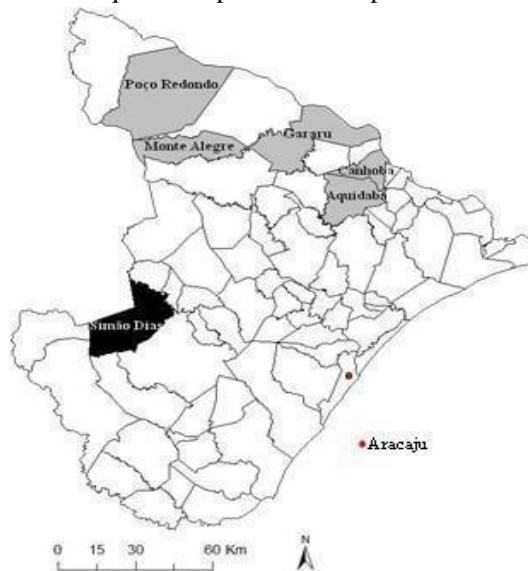 Poço Redondo
Gararu
Monte Alegre
Canhoba
Aquidabã
Simão Dias
Aracaju
0 15 30 60 Km
N